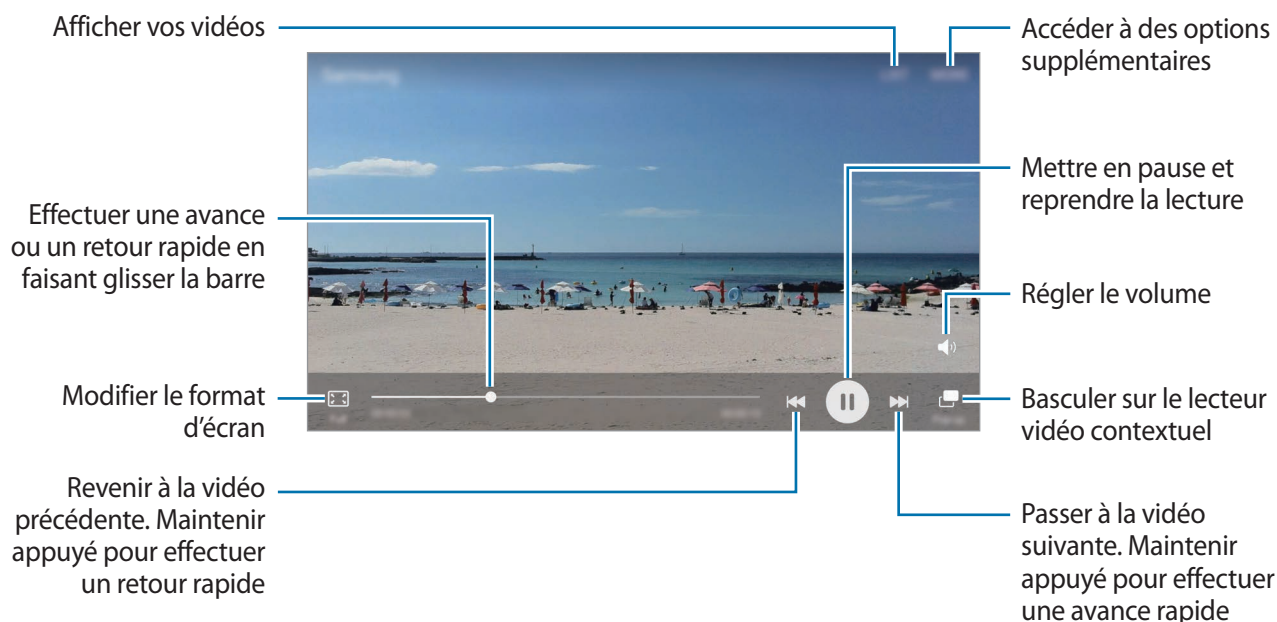 Afficher vos vidéos
Accéder à des options
supplémentaires
Mettre en pause et
reprendre la lecture
Effectuer une avance
ou un retour rapide en
faisant glisser la barre
Régler le volume
Modifier le format
d'écran
Basculer sur le lecteur
vidéo contextuel
Revenir à la vidéo
précédente. Maintenir
appuyé pour effectuer
un retour rapide
Passer à la vidéo
suivante. Maintenir
appuyé pour effectuer
une avance rapide